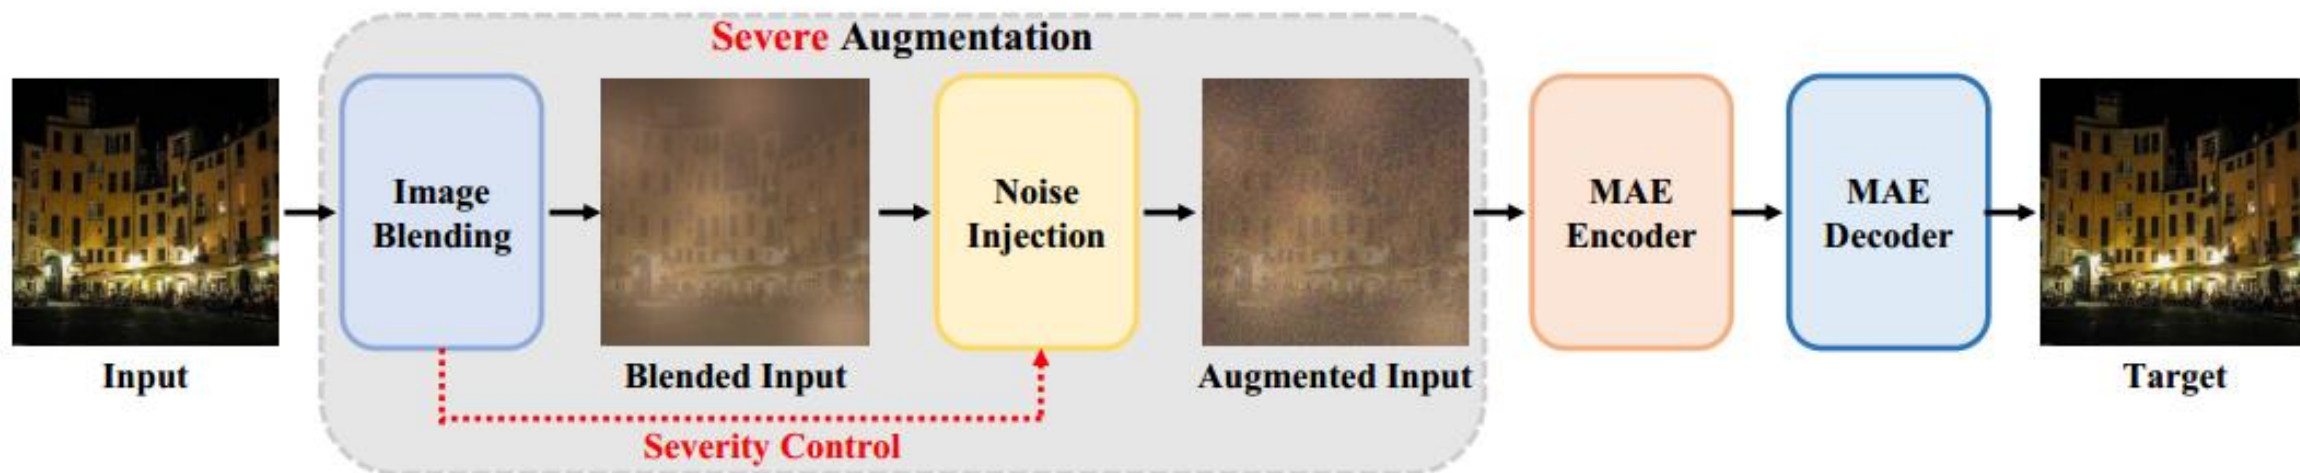 Severe Augmentation
Image
Blending
Noise
Injection
MAE
Encoder
MAE
Decoder
Input
Blended Input
Augmented Input
Target
Severity Control